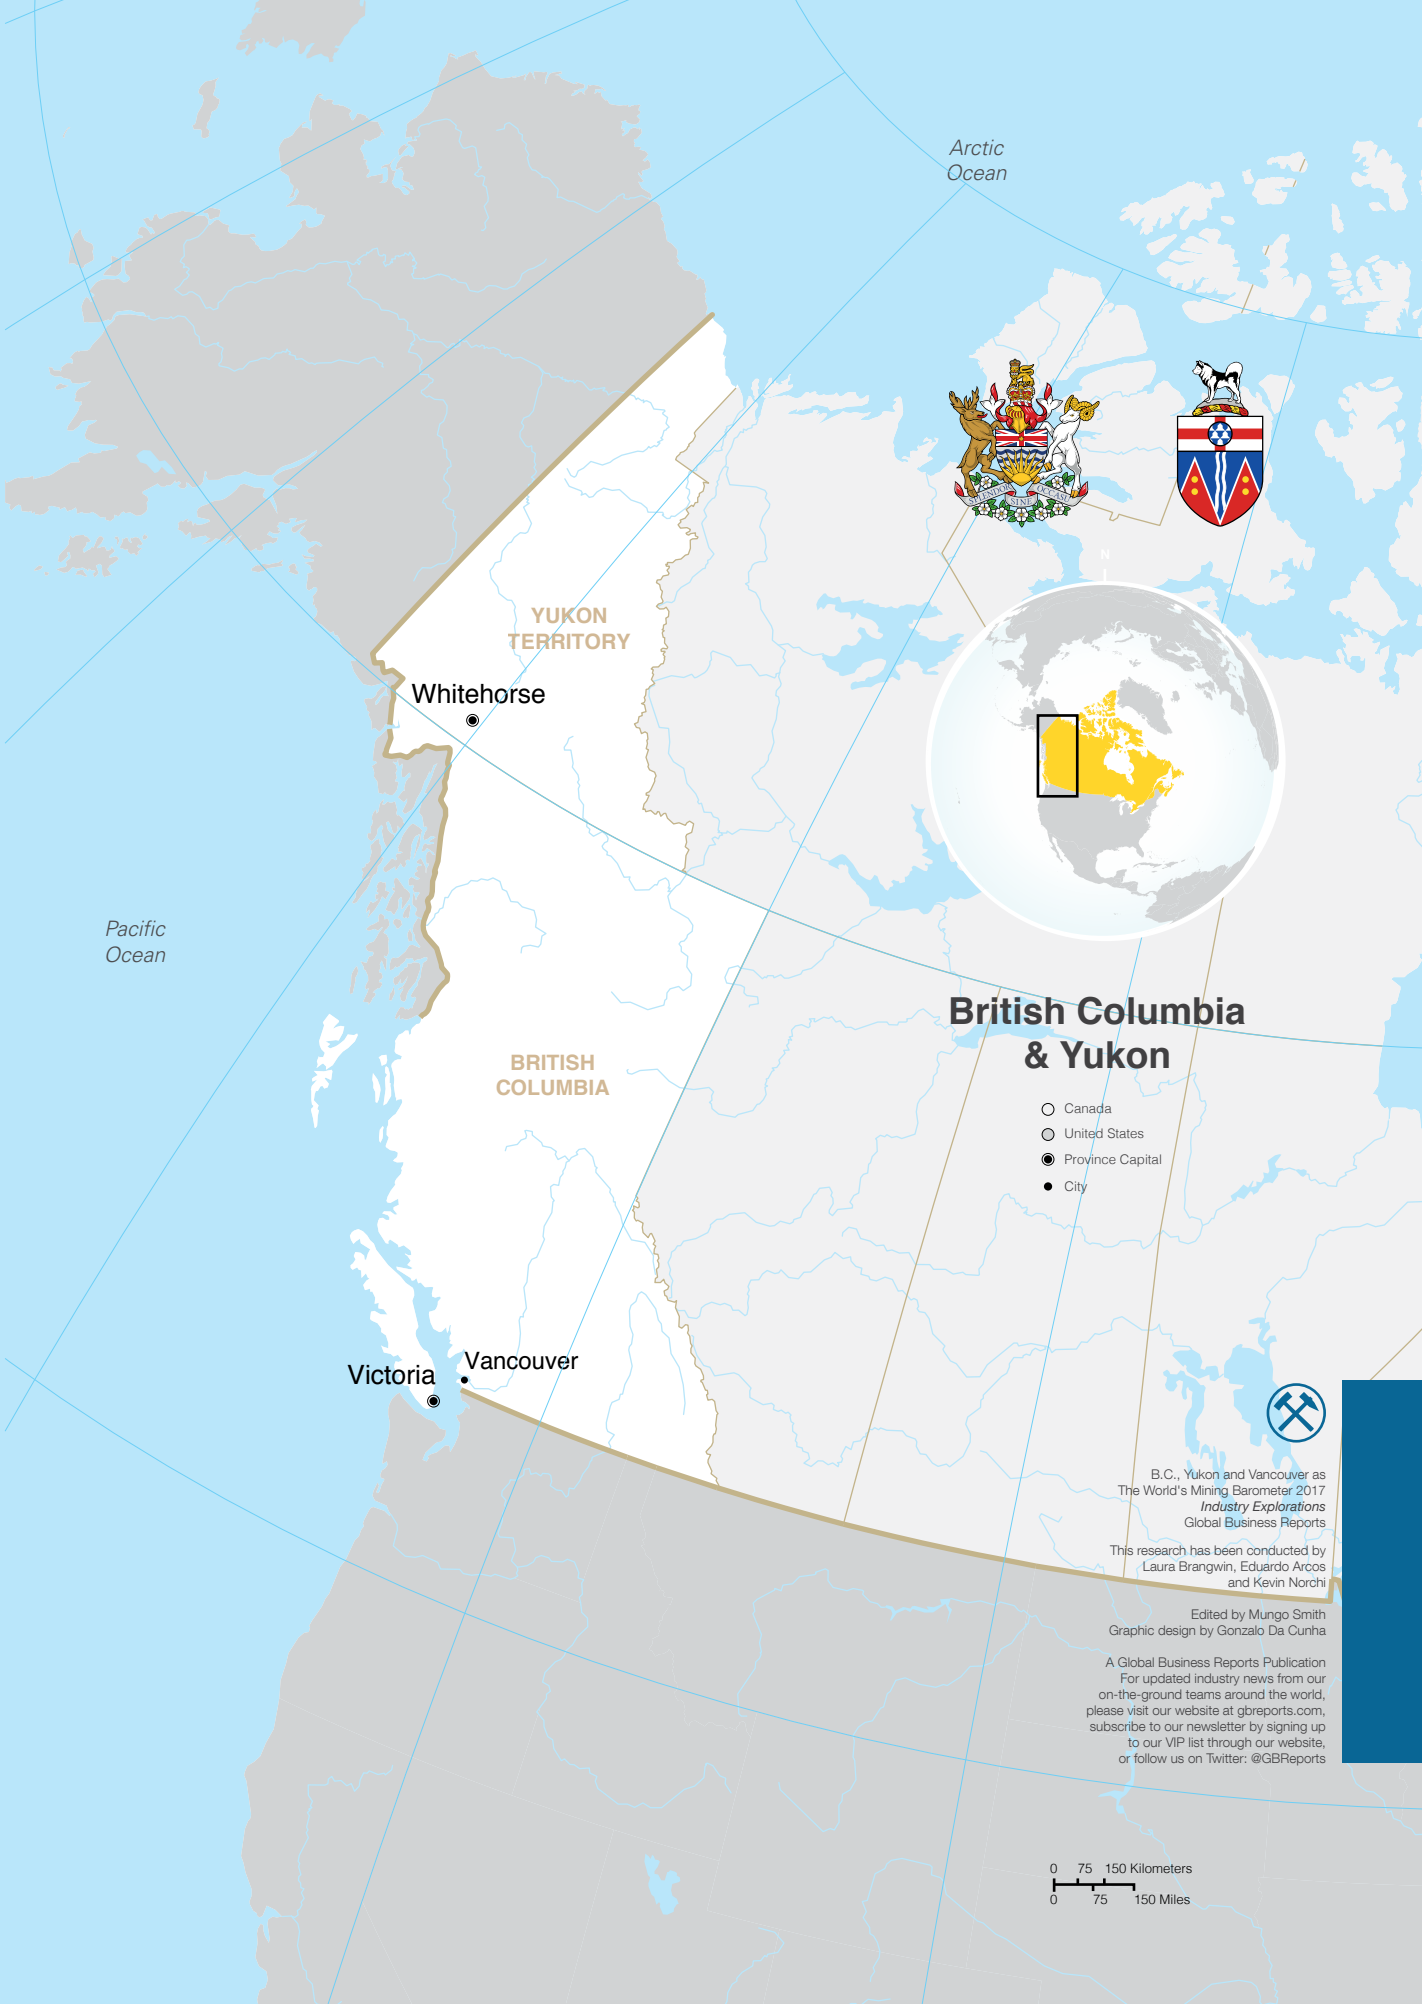 Arctic
Ocean
SPLENDOR SINE OCCASU
N
YUKON
TERRITORY
Whitehorse
Pacific
Ocean
British Columbia
& Yukon
BRITISH
COLUMBIA
Canada
United States
Province Capital
City
Vancouver
Victoria
B.C., Yukon and Vancouver as
The World's Mining Barometer 2017
Industry Explorations
Global Business Reports
This research has been conducted by
Laura Brangwin, Eduardo Arcos
and Kevin Norchi
Edited by Mungo Smith
Graphic design by Gonzalo Da Cunha
A Global Business Reports Publication
For updated industry news from our
on-the-ground teams around the world,
please visit our website at gbreports.com,
subscribe to our newsletter by signing up
to our VIP list through our website,
or follow us on Twitter: @GBReports
0 75 150 Kilometers
0 75 150 Miles